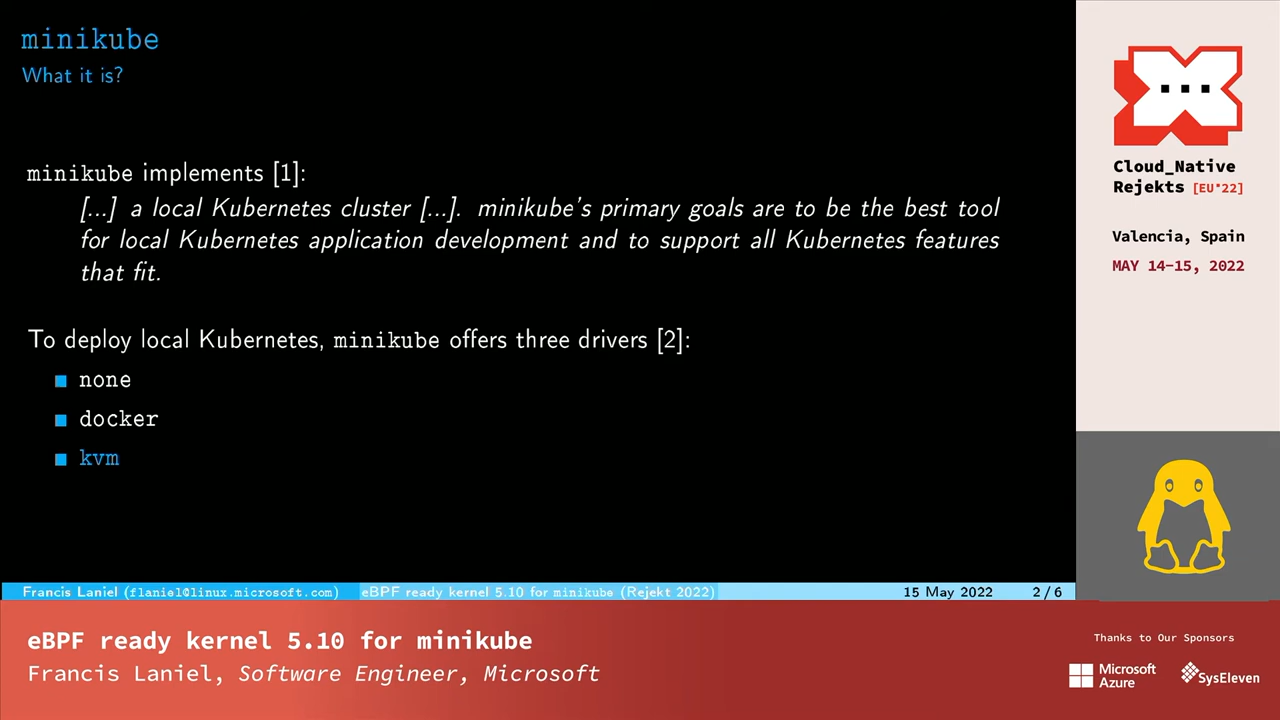 minikube
What it is?
minikube implements [1]:
[...] a local Kubernetes cluster [...]. minikube's primary goals are to be the best tool
for local Kubernetes application development and to support all Kubernetes features
that fit.
To deploy local Kubernetes, minikube offers three drivers [2]:
none
docker
kvm
Francis Laniel (flaniel@linux.microsoft.com) eBPF ready kernel 5.10 for minikube (Rejekt 2022) 15 May 2022 2 / 6
Cloud_Native
Rejekts [EU*22]
Valencia, Spain
MAY 14-15, 2022
eBPF ready kernel 5.10 for minikube
Francis Laniel, Software Engineer, Microsoft
Thanks to Our Sponsors
Microsoft
Azure
SysEleven